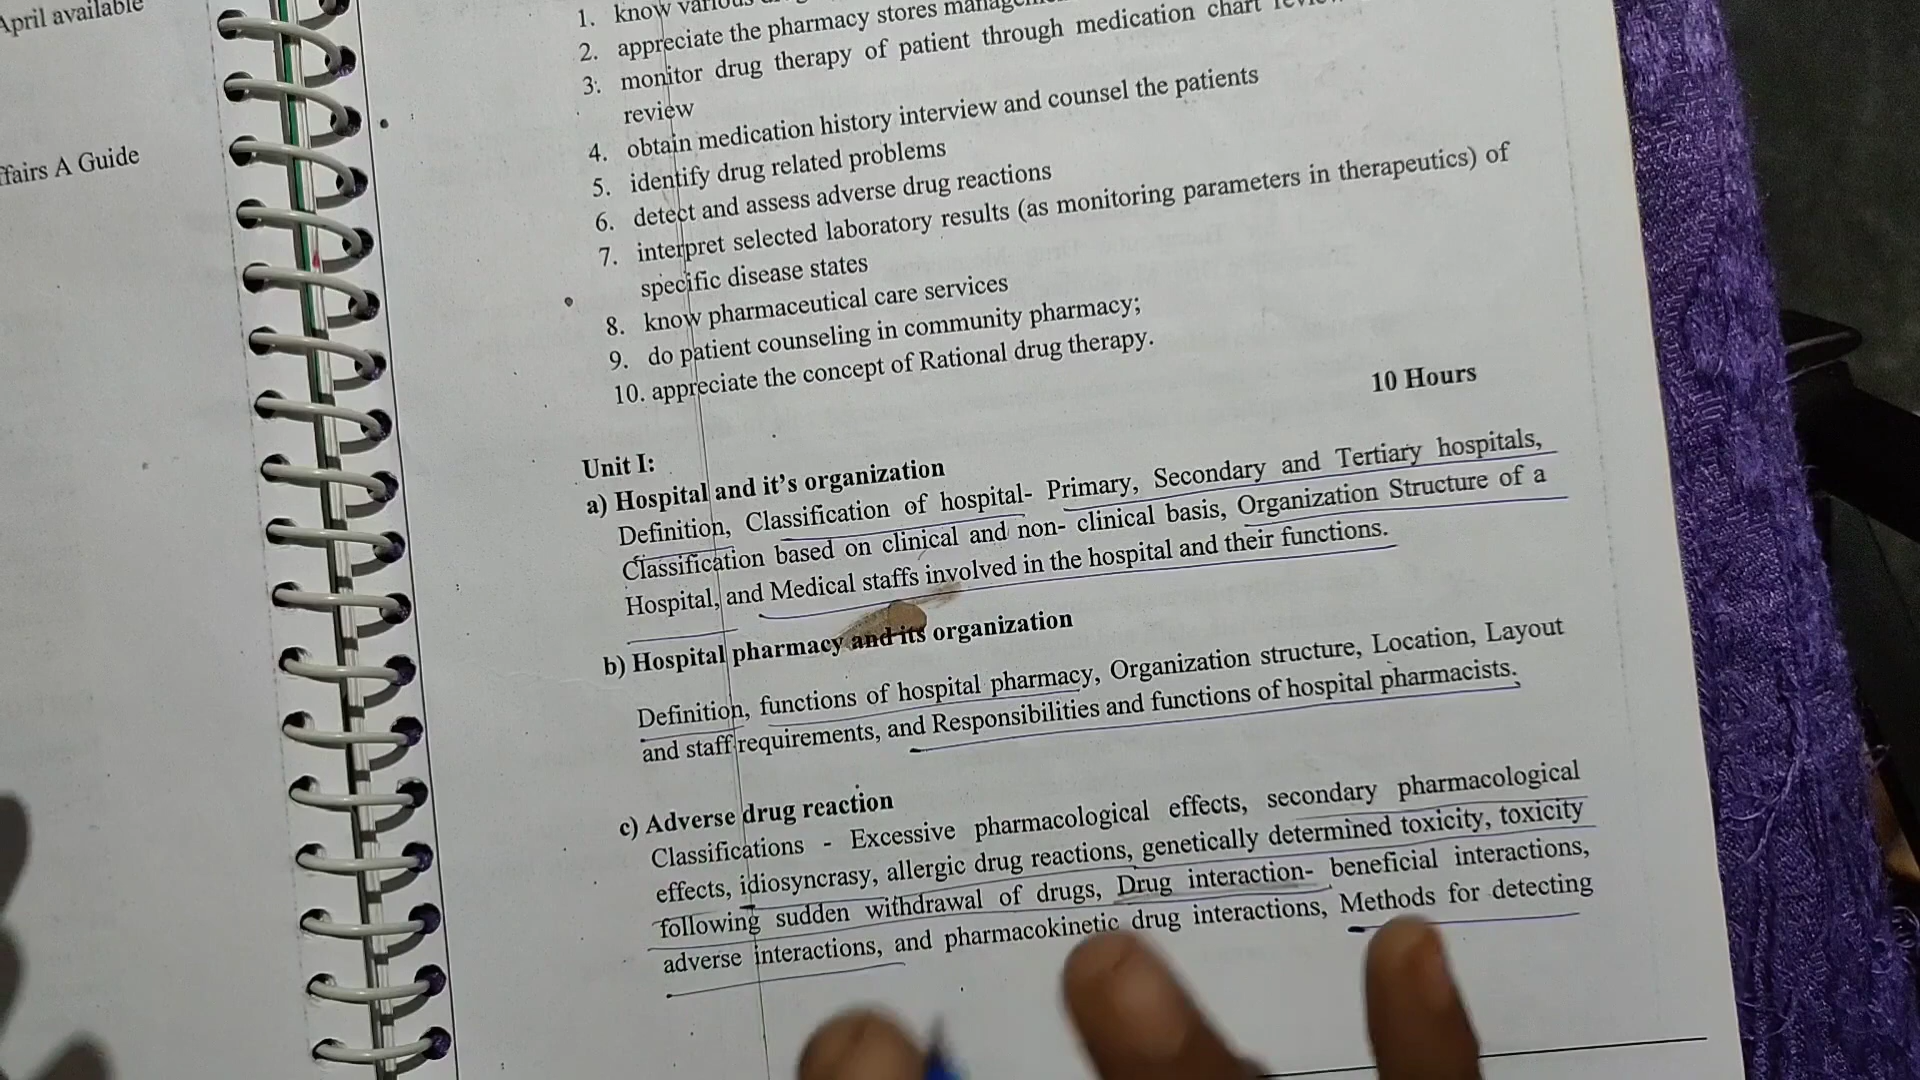 April available
ffairs A Guide
1. know various
2. appreciate the pharmacy stores
3. monitor drug therapy of patient through medication chart
review
4. obtain medication history interview and counsel the patients
5. identify drug related problems
6. detect and assess adverse drug reactions
7. interpret selected laboratory results (as monitoring parameters in therapeutics) of
specific disease states
8. know pharmaceutical care services
9. do patient counseling in community pharmacy;
10. appreciate the concept of Rational drug therapy.
10 Hours
Unit I:
a) Hospital and it's organization
Definition, Classification of hospital- Primary, Secondary and Tertiary hospitals,
Classification based on clinical and non- clinical basis, Organization Structure of a
Hospital, and Medical staffs involved in the hospital and their functions.
b) Hospital pharmacy and its organization
Definition, functions of hospital pharmacy, Organization structure, Location, Layout
and staff requirements, and Responsibilities and functions of hospital pharmacists.
c) Adverse drug reaction
Classifications - Excessive pharmacological effects, secondary pharmacological
effects, idiosyncrasy, allergic drug reactions, genetically determined toxicity, toxicity
following sudden withdrawal of drugs, Drug interaction- beneficial interactions,
adverse interactions, and pharmacokinetic drug interactions, Methods for detecting